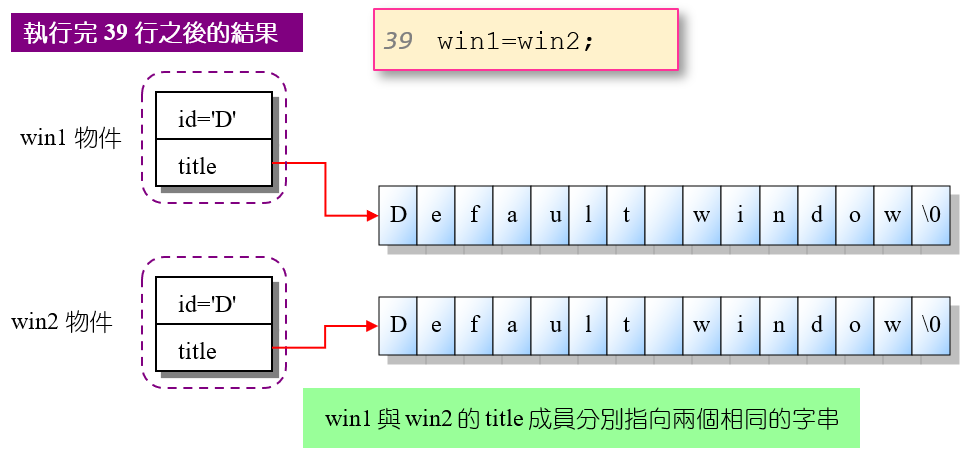 執行完 39 行之後的結果
39 win1=win2;
win1 物件
id='D'
title
D e f a u l t w i n d o w \0
win2 物件
id='D'
title
D e f a u l t w i n d o w \0
win1 與 win2 的 title 成員分別指向兩個相同的字串